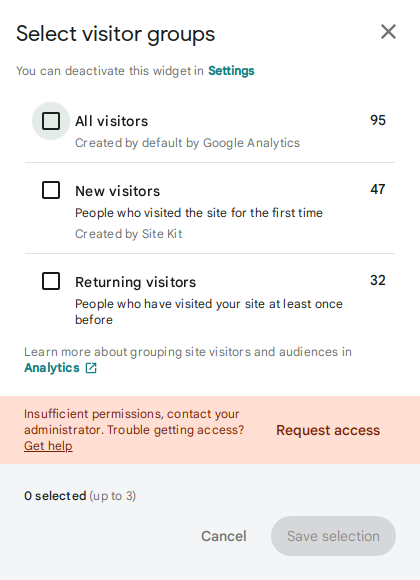 Select visitor groups
You can deactivate this widget in Settings
All visitors 95
Created by default by Google Analytics
New visitors 47
People who visited the site for the first time
Created by Site Kit
Returning visitors 32
People who have visited your site at least once
before
Learn more about grouping site visitors and audiences in
Analytics
Insufficient permissions, contact your
administrator. Trouble getting access?
Get help
Request access
0 selected (up to 3)
Cancel Save selection